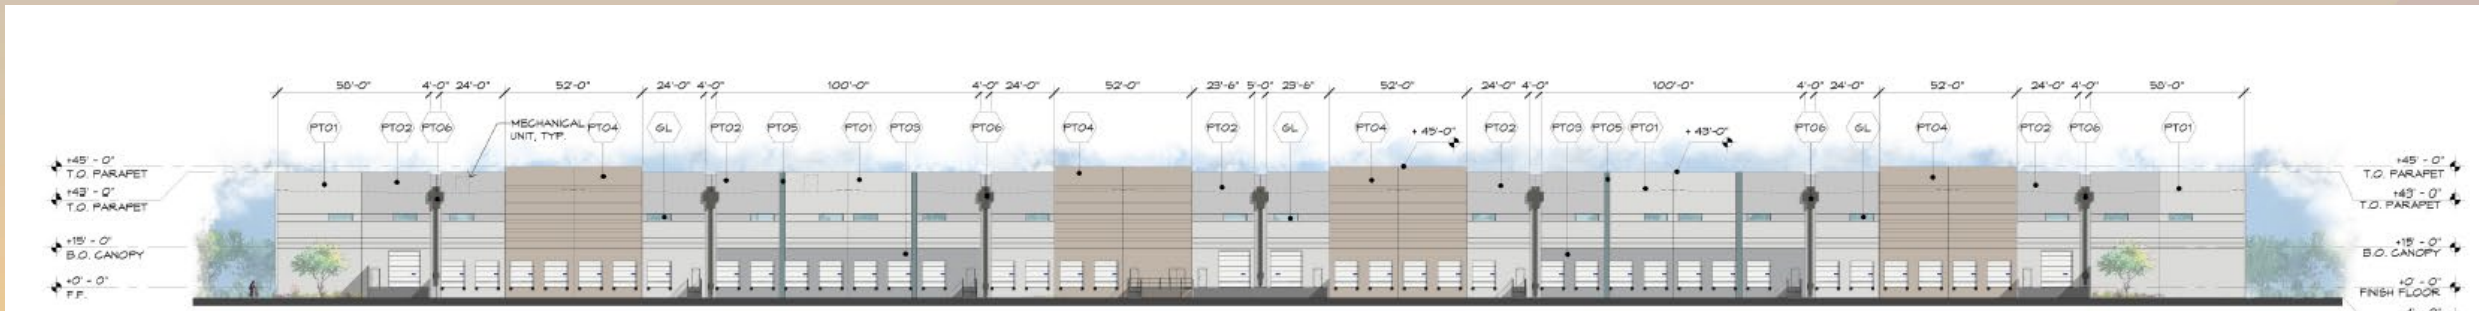 58'-0" 4'-0" 24'-0" 52'-0" 24'-0" 4'-0" 100'-0" 4'-0" 24'-0" 52'-0" 23'-6" 5'-0" 23'-6" 52'-0" 24'-0" 4'-0" 100'-0" 4'-0" 24'-0" 52'-0" 24'-0" 4'-0" 58'-0"
PT01 PT02 PT06 MECHANICAL PT04 GL PT02 PT05 PT01 PT03 PT06 PT04 PT02 GL PT04 + 45'-0" PT02 PT03 PT05 PT01 + 43'-0" PT06 GL PT04 PT02 PT06 PT01
UNIT, TYP.
+45' - 0"
T.O. PARAPET
+43' - 0"
T.O. PARAPET
+15' - 0"
B.O. CANOPY
+0' - 0"
F.F.
+45' - 0"
T.O. PARAPET
+43' - 0"
T.O. PARAPET
+15' - 0"
B.O. CANOPY
+0' - 0"
FINISH FLOOR